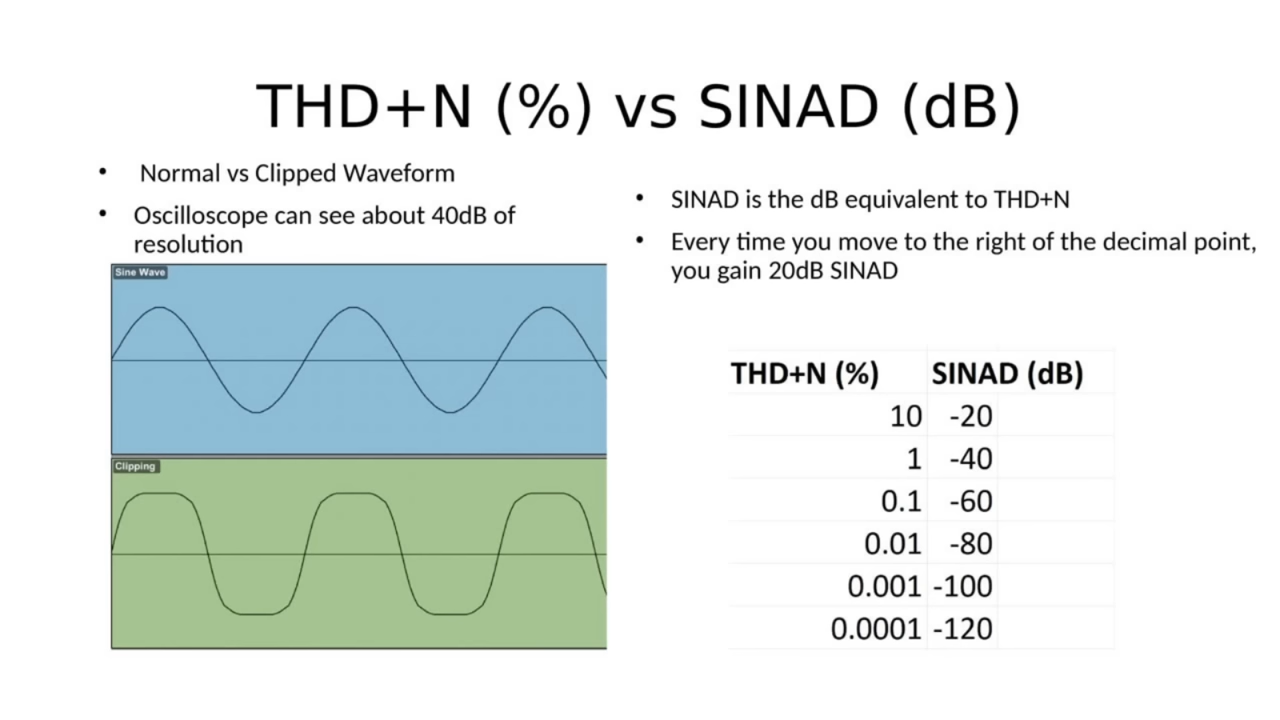 THD+N (%) vs SINAD (dB)
• Normal vs Clipped Waveform
• Oscilloscope can see about 40dB of
resolution
Sine Wave
Clipping
• SINAD is the dB equivalent to THD+N
• Every time you move to the right of the decimal point,
you gain 20dB SINAD
THD+N (%) SINAD (dB)
10 -20
1 -40
0.1 -60
0.01 -80
0.001 -100
0.0001 -120